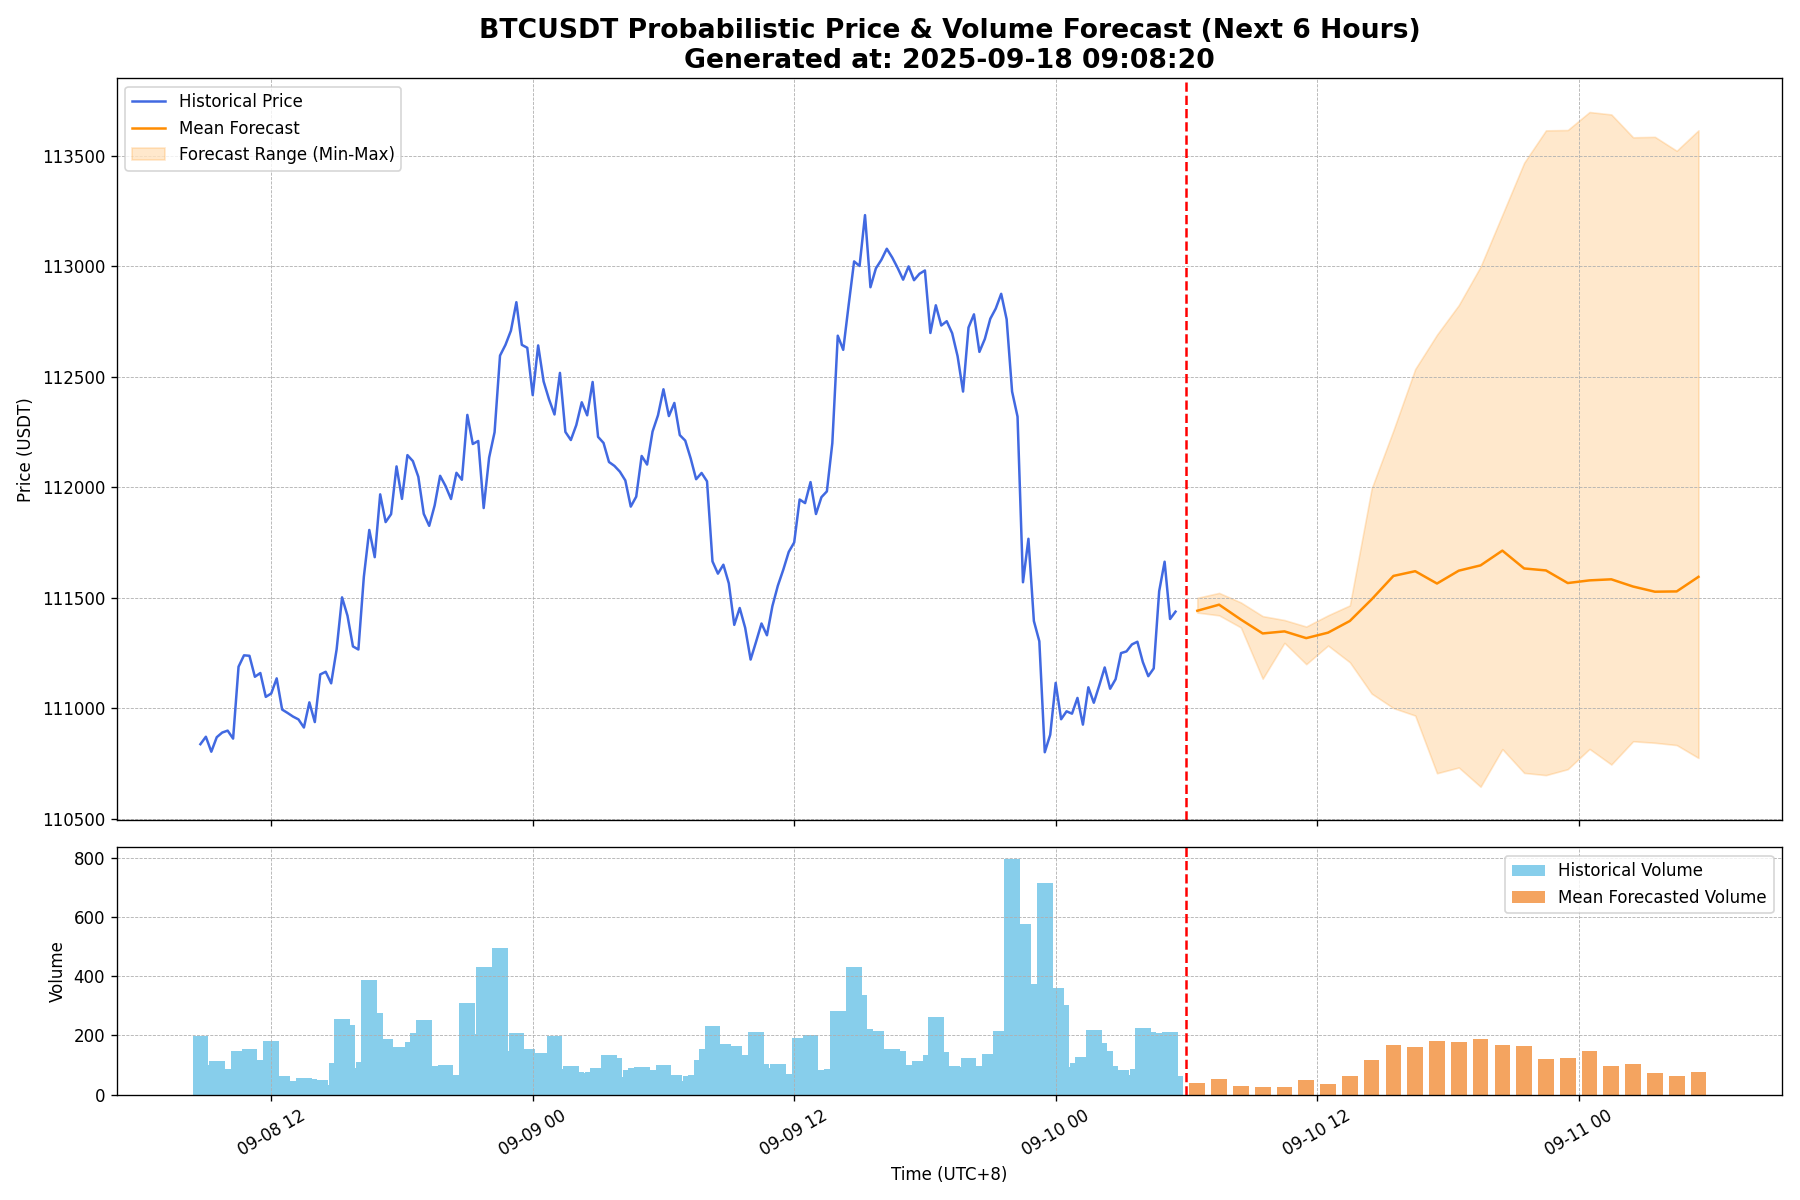 BTCUSDT Probabilistic Price & Volume Forecast (Next 6 Hours)
Generated at: 2025-09-18 09:08:20
Historical Price
Mean Forecast
Forecast Range (Min-Max)
113500
113000
112500
112000
111500
111000
110500
Price (USDT)
Historical Volume
Mean Forecasted Volume
800
600
400
200
0
Volume
09-08 12
09-09 00
09-09 12
09-10 00
09-10 12
09-11 00
Time (UTC+8)